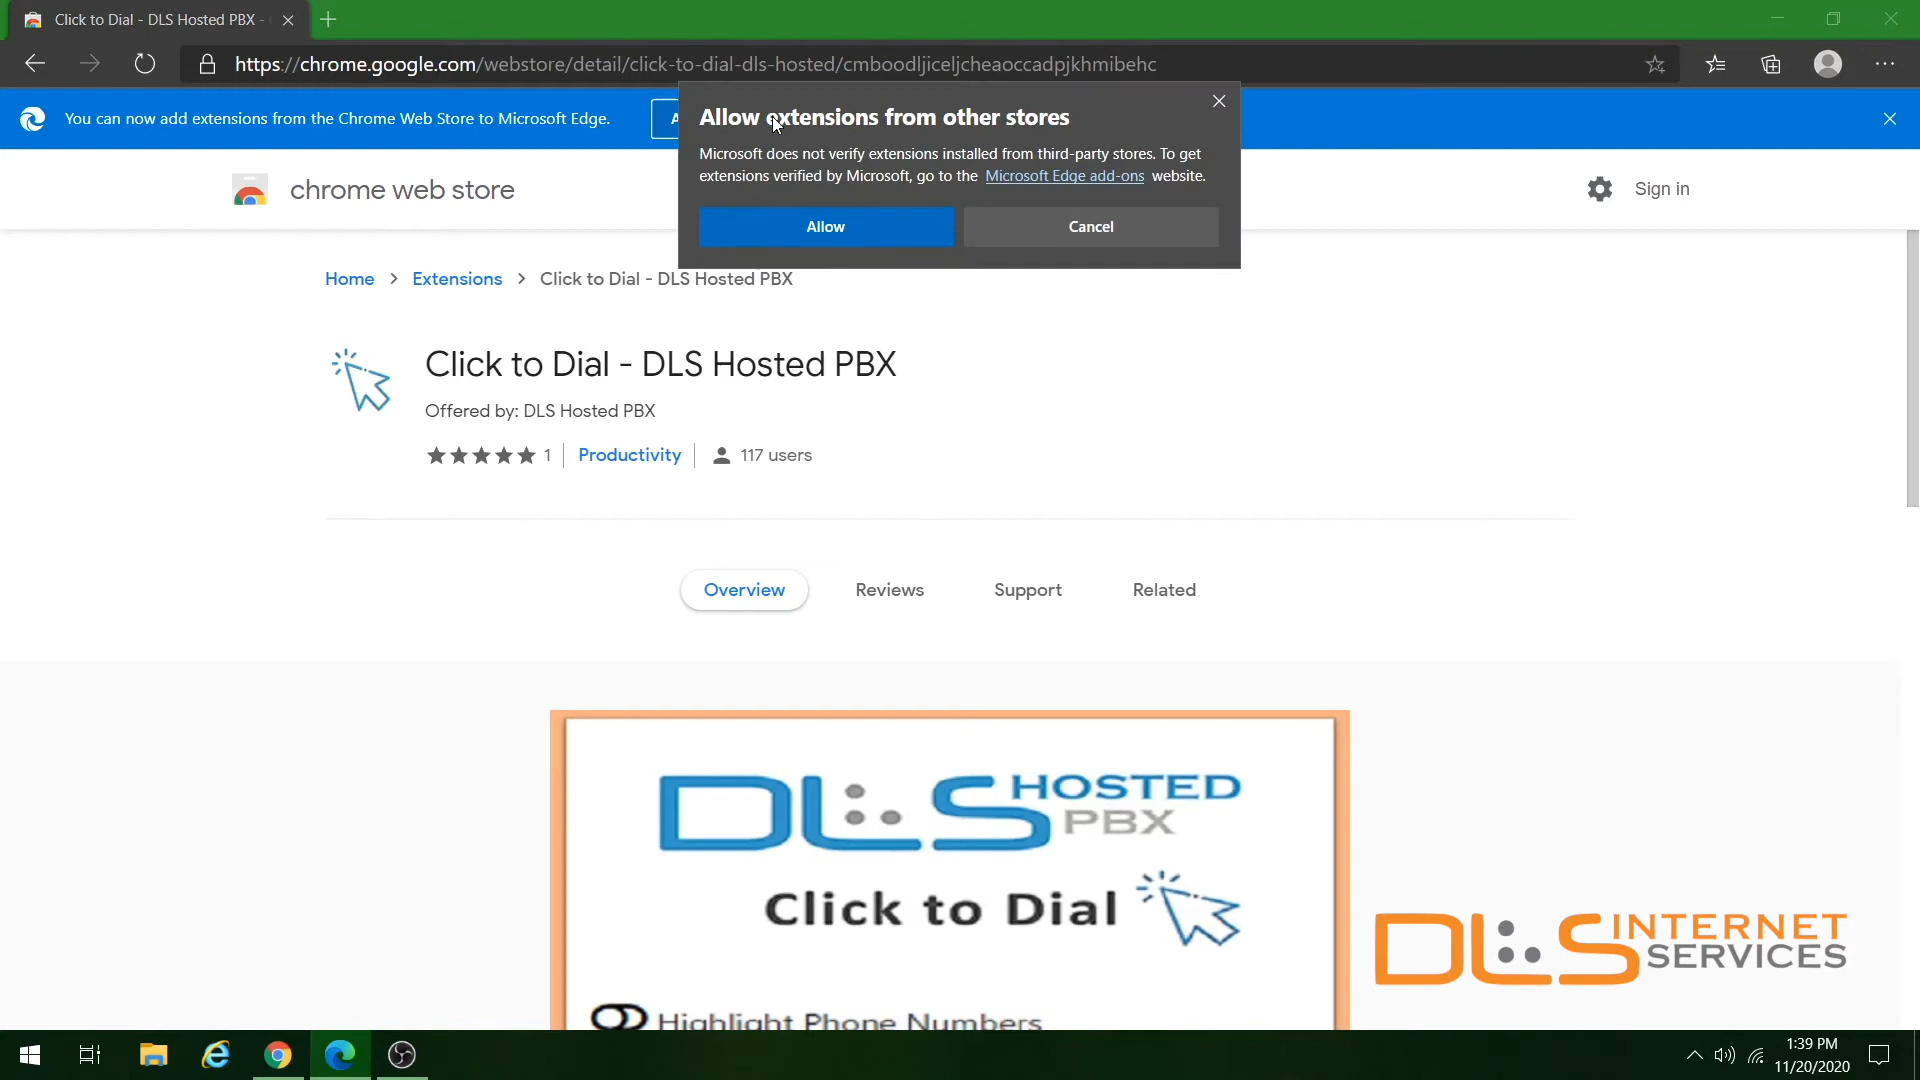 Click to Dial - DLS Hosted PBX -
https://chrome.google.com/webstore/detail/click-to-dial-dls-hosted/cmboodljiceljcheaoccadpjkhmibehc
You can now add extensions from the Chrome Web Store to Microsoft Edge.
Allow extensions from other stores
Microsoft does not verify extensions installed from third-party stores. To get
extensions verified by Microsoft, go to the Microsoft Edge add-ons website.
Allow
Cancel
chrome web store
Sign in
Home > Extensions > Click to Dial - DLS Hosted PBX
Click to Dial - DLS Hosted PBX
Offered by: DLS Hosted PBX
1
Productivity
117 users
Overview
Reviews
Support
Related
DLS HOSTED
PBX
Click to Dial
Highlight Phone Numbers
DLS INTERNET
SERVICES
1:39 PM
11/20/2020